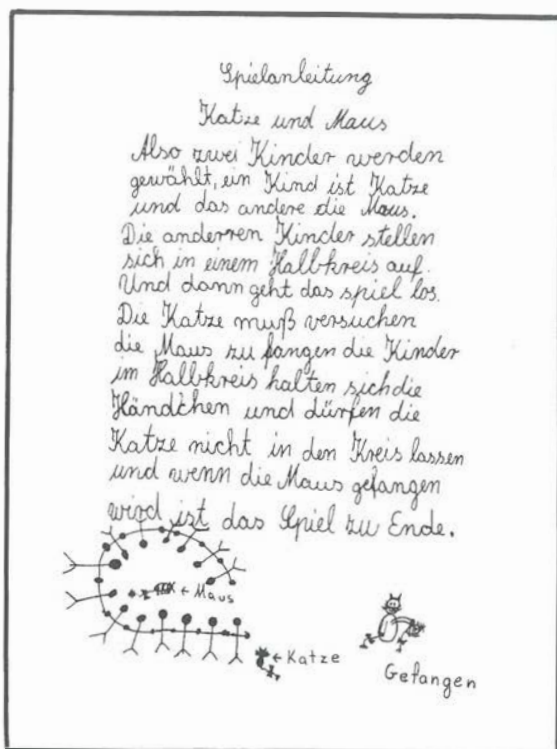 Spielanleitung
Katze und Maus
Also zwei Kinder werden
gewählt, ein Kind ist Katze
und das andere die Maus.
Die anderren Kinder stellen
sich in einem Halbkreis auf.
Und dann geht das spiel los.
Die Katze muß versuchen
die Maus zu fangen die Kinder
im Halbkreis halten sich die
Händchen und dürfen die
Katze nicht in den Kreis lassen
und wenn die Maus gefangen
wird ist das Spiel zu Ende.
← Maus
← Katze
Gefangen